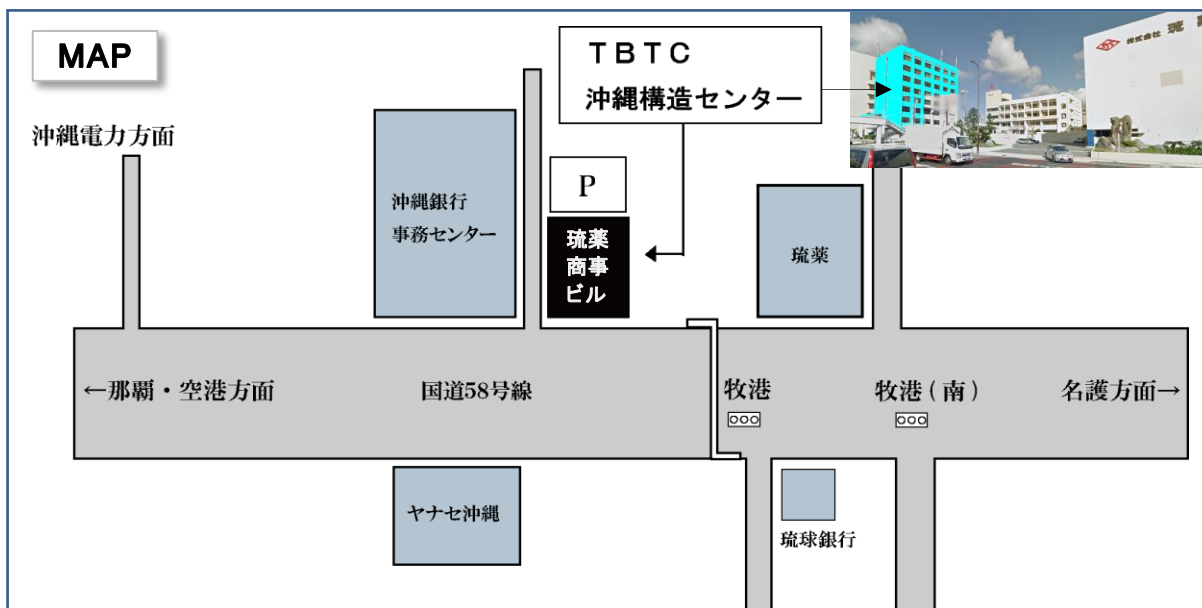 MAP
TBTC
沖縄構造センター
株式会社 琉
沖縄電力方面
沖縄銀行
事務センター
P
琉薬
商事
ビル
琉薬
←那覇・空港方面
国道58号線
牧港
牧港(南)
名護方面→
ヤナセ沖縄
琉球銀行